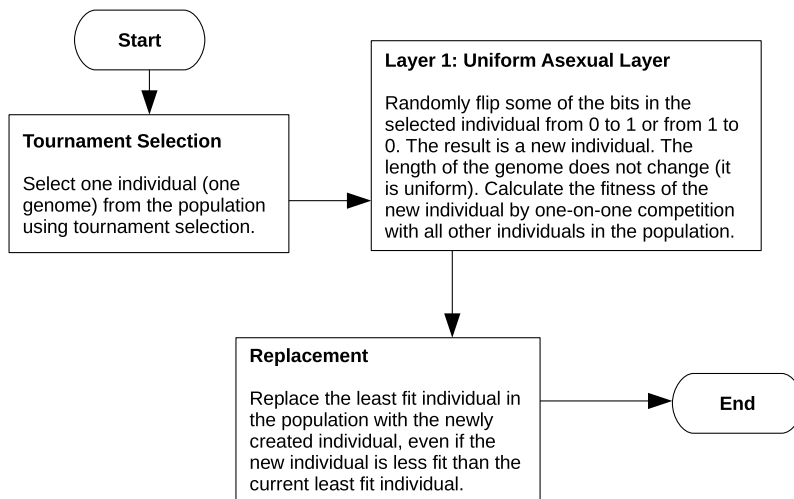 Start
Tournament Selection
Select one individual (one
genome) from the population
using tournament selection.
Layer 1: Uniform Asexual Layer
Randomly flip some of the bits in the
selected individual from 0 to 1 or from 1 to
0. The result is a new individual. The
length of the genome does not change (it
is uniform). Calculate the fitness of the
new individual by one-on-one competition
with all other individuals in the population.
Replacement
Replace the least fit individual in
the population with the newly
created individual, even if the
new individual is less fit than the
current least fit individual.
End